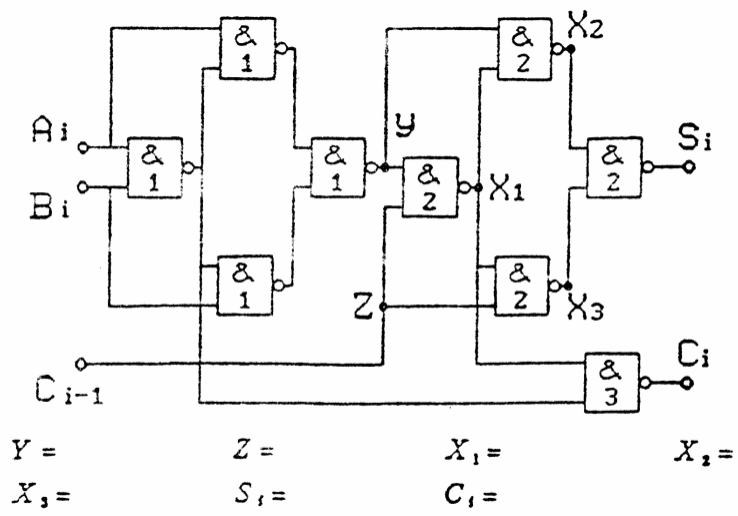 & 1
& 2
X2
Ai
& 1
& 1
y
& 2
X1
& 2
Si
Bi
& 1
Z
& 2
X3
Ci-1
& 3
Ci
Y = Z = X₁ = X₂ =
X₃ = Sᵢ = Cᵢ =